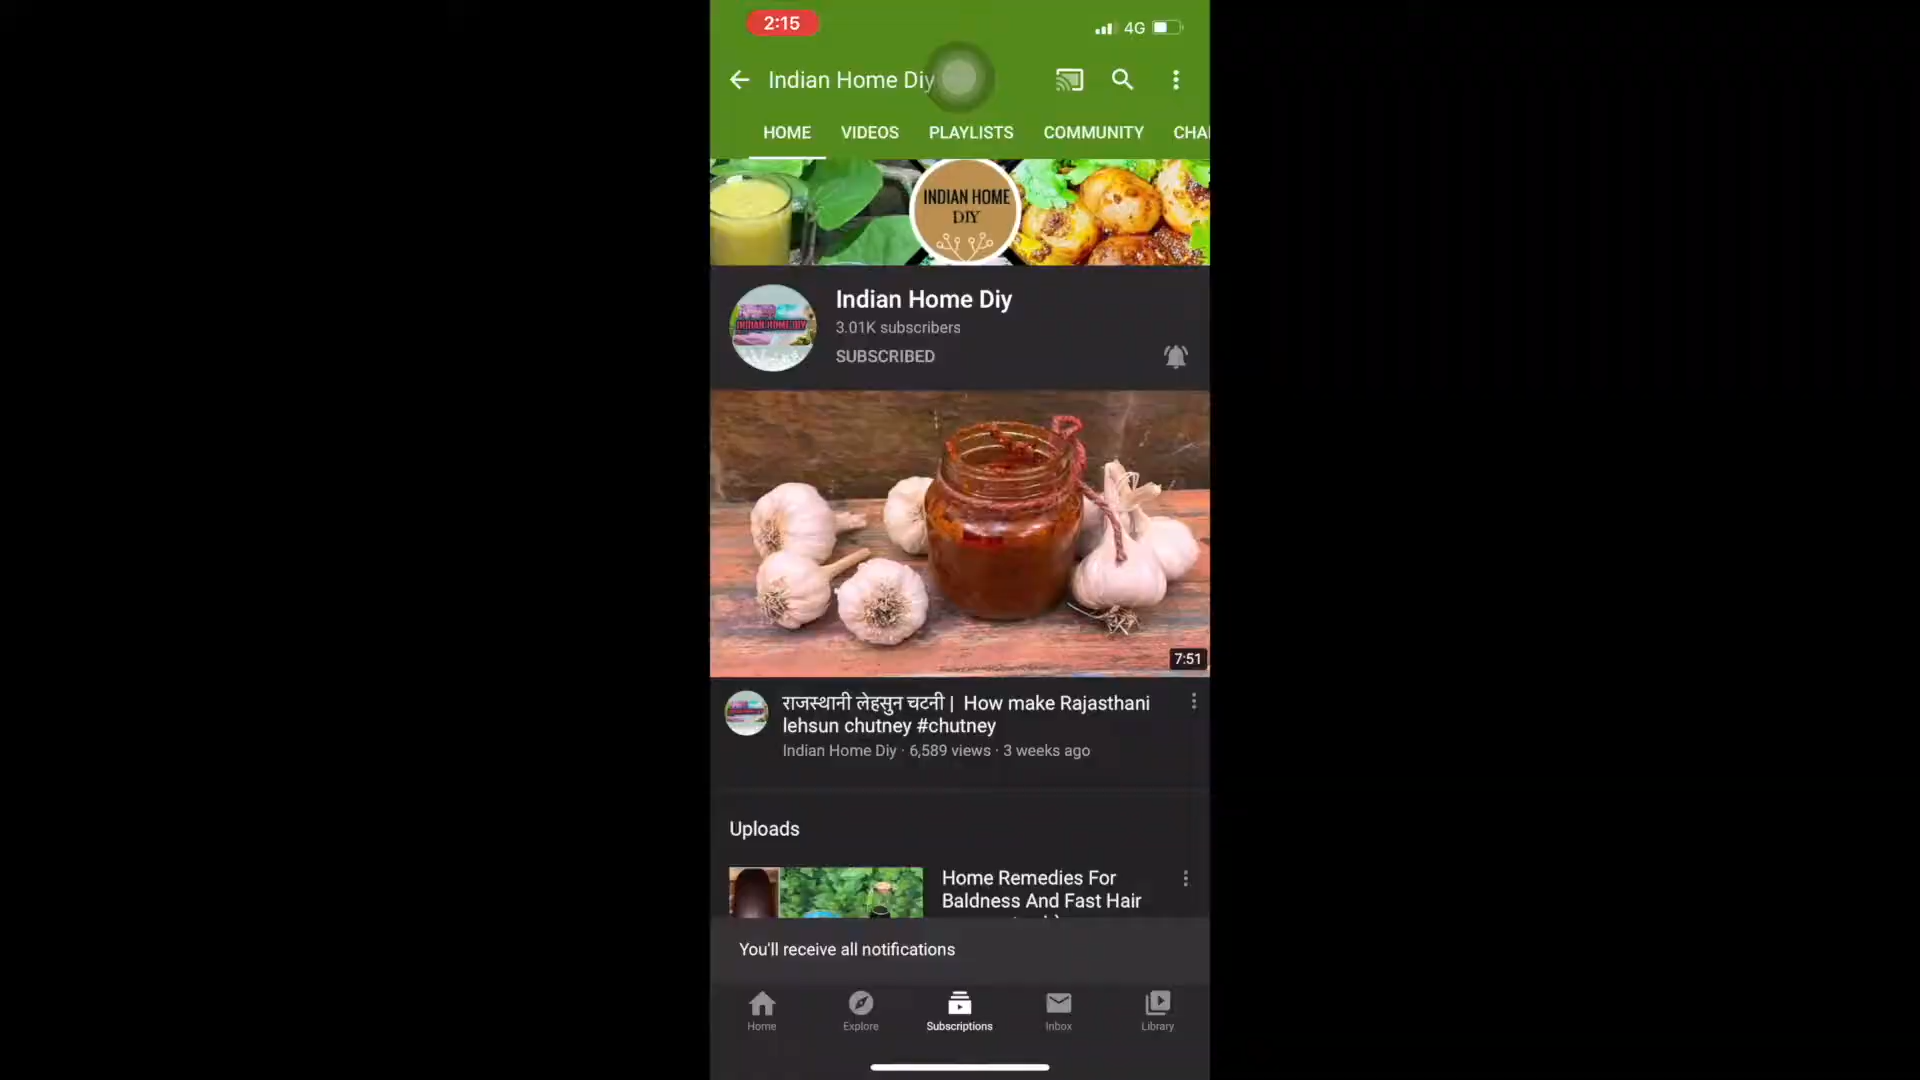 2:15
4G
Indian Home Diy
HOME VIDEOS PLAYLISTS COMMUNITY CHA
INDIAN HOME
DIY
INDIAN HOME DIY
Indian Home Diy
3.01K subscribers
SUBSCRIBED
7:51
राजस्थानी लेहसुन चटनी | How make Rajasthani
lehsun chutney #chutney
Indian Home Diy · 6,589 views · 3 weeks ago
Uploads
Home Remedies For
Baldness And Fast Hair
You'll receive all notifications
Home Explore Subscriptions Inbox Library